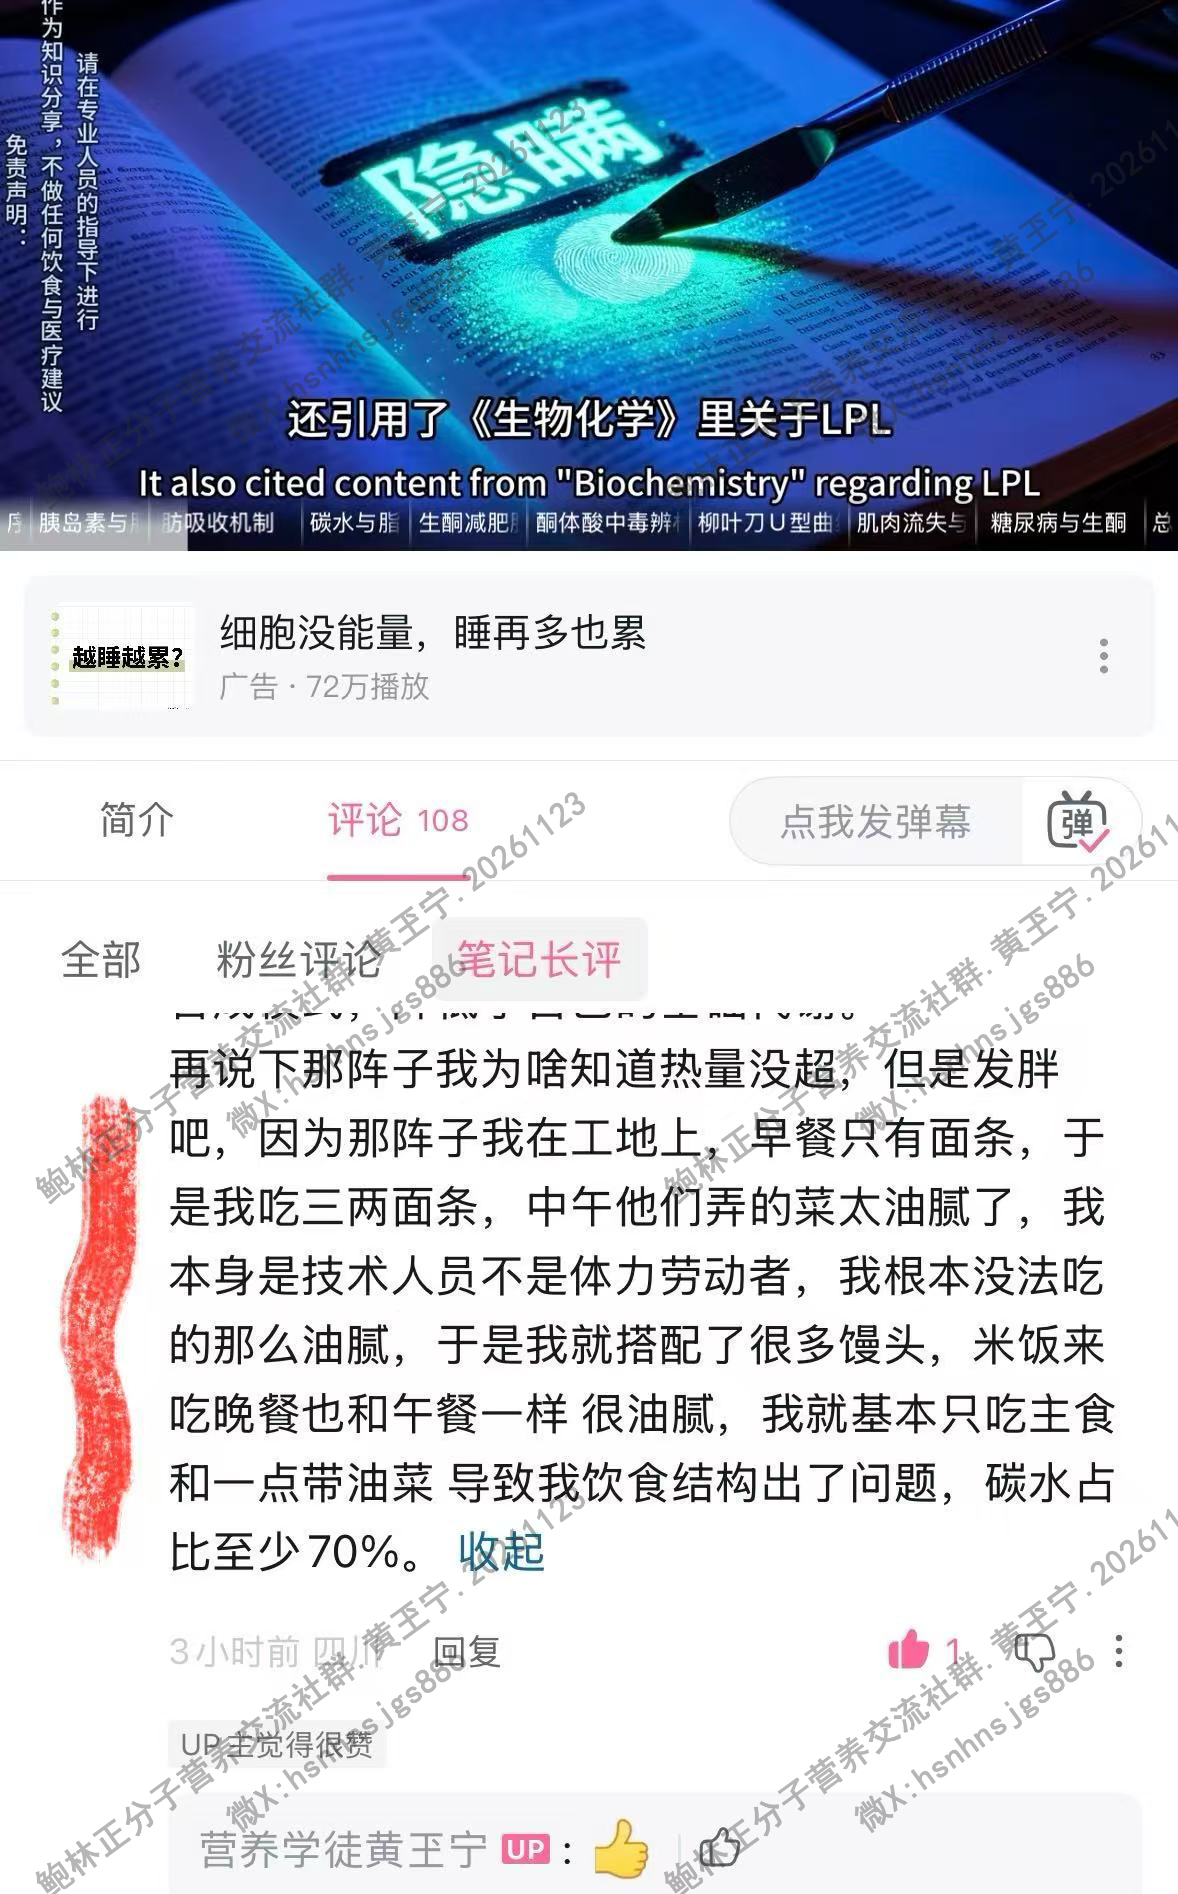 作为知识分享，不做任何饮食与医疗建议
请在专业人员的指导下进行
免责声明：
隐瞒
还引用了《生物化学》里关于LPL
It also cited content from "Biochemistry" regarding LPL
胰岛素与 肪吸收机制 碳水与脂 生酮减肥 酮体酸中毒辨 柳叶刀U型曲 肌肉流失与 糖尿病与生酮 总
越睡越累?
细胞没能量，睡再多也累
广告 · 72万播放
简介 评论 108 点我发弹幕 弹
全部 粉丝评论 笔记长评
再说下那阵子我为啥知道热量没超，但是发胖
吧，因为那阵子我在工地上，早餐只有面条，于
是我吃三两面条，中午他们弄的菜太油腻了，我
本身是技术人员不是体力劳动者，我根本没法吃
的那么油腻，于是我就搭配了很多馒头，米饭来
吃晚餐也和午餐一样 很油腻，我就基本只吃主食
和一点带油菜 导致我饮食结构出了问题，碳水占
比至少70%。 收起
3小时前 四川 回复 1
UP主觉得很赞
营养学徒黄王宁 UP :
鲍林正分子营养交流社群.黄王宁.20261123
微X:hsnhnsjgs886